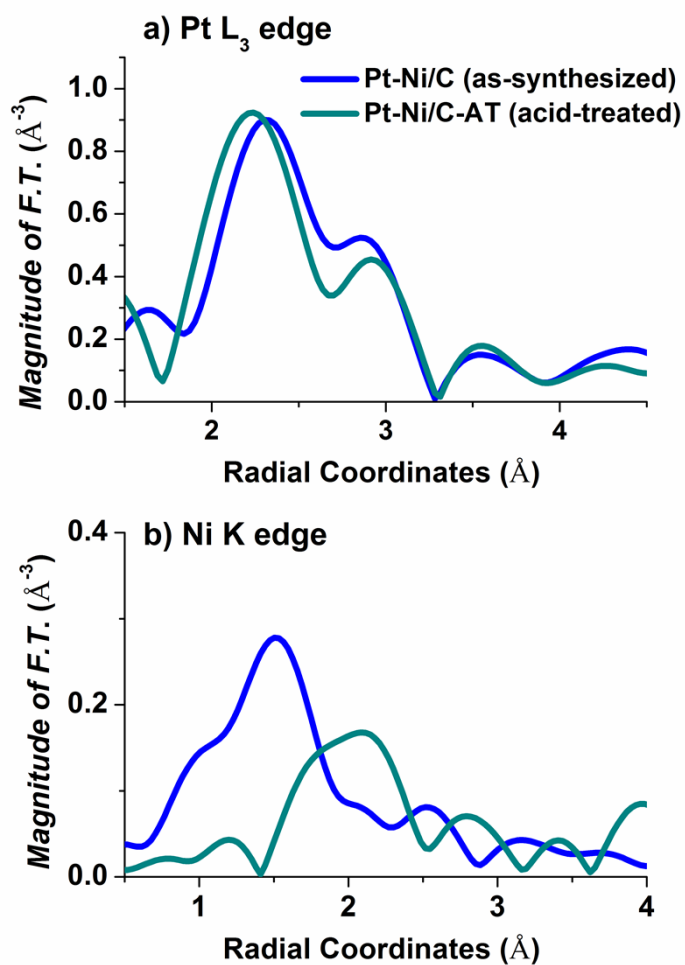 a) Pt L₃ edge
Pt-Ni/C (as-synthesized)
Pt-Ni/C-AT (acid-treated)
Magnitude of F.T. (Å⁻³)
1.0
0.8
0.6
0.4
0.2
0.0
2 3 4
Radial Coordinates (Å)
b) Ni K edge
Magnitude of F.T. (Å⁻³)
0.4
0.2
0.0
1 2 3 4
Radial Coordinates (Å)